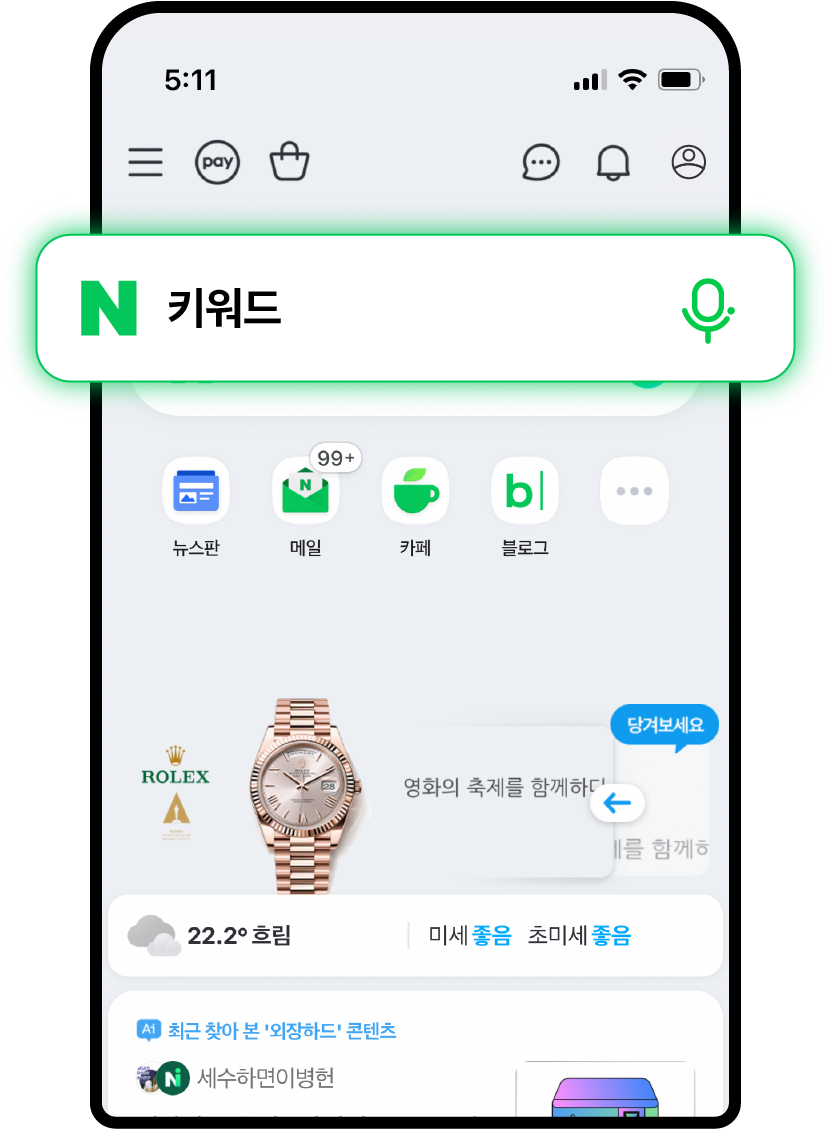 5:11
pay
N 키워드
99+
N
b
뉴스판
메일
카페
블로그
당겨보세요
ROLEX
28
영화의 축제를 함께하다
를 함께하
22.2° 흐림
미세 좋음 초미세 좋음
Ai 최근 찾아 본 '외장하드' 콘텐츠
세수하면이병헌